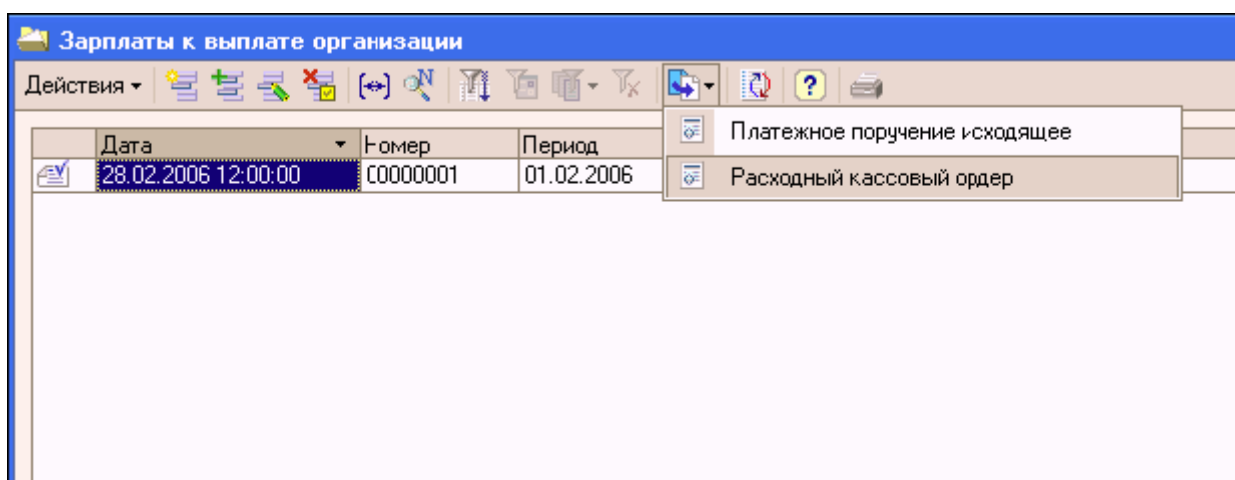 Зарплаты к выплате организации
Действия
Платежное поручение исходящее
Дата Номер Период
28.02.2006 12:00:00 00000001 01.02.2006
Расходный кассовый ордер